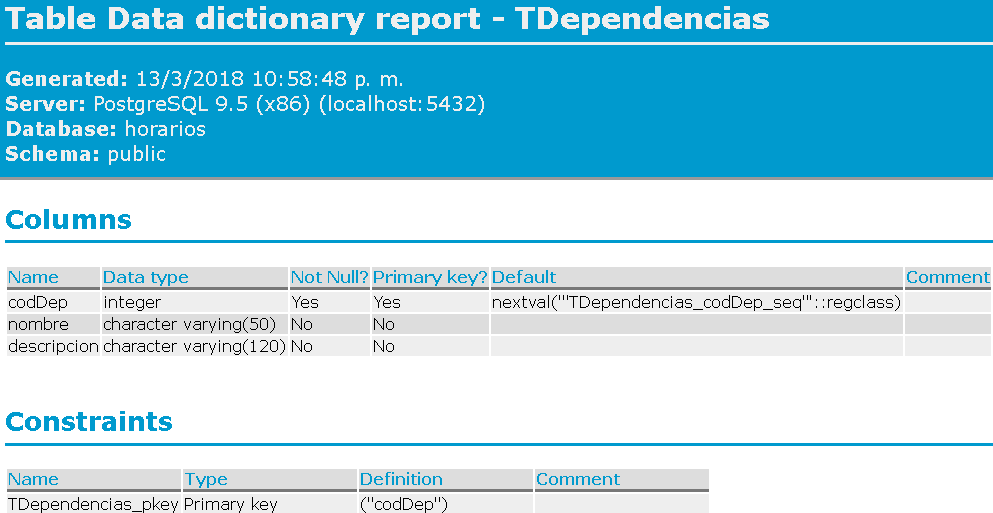 Table Data dictionary report - TDependencias
Generated: 13/3/2018 10:58:48 p. m.
Server: PostgreSQL 9.5 (x86) (localhost:5432)
Database: horarios
Schema: public
Columns
Name Data type Not Null? Primary key? Default Comment
codDep integer Yes Yes nextval('"TDependencias_codDep_seq"'::regclass)
nombre character varying(50) No No
descripcion character varying(120) No No
Constraints
Name Type Definition Comment
TDependencias_pkey Primary key ("codDep")